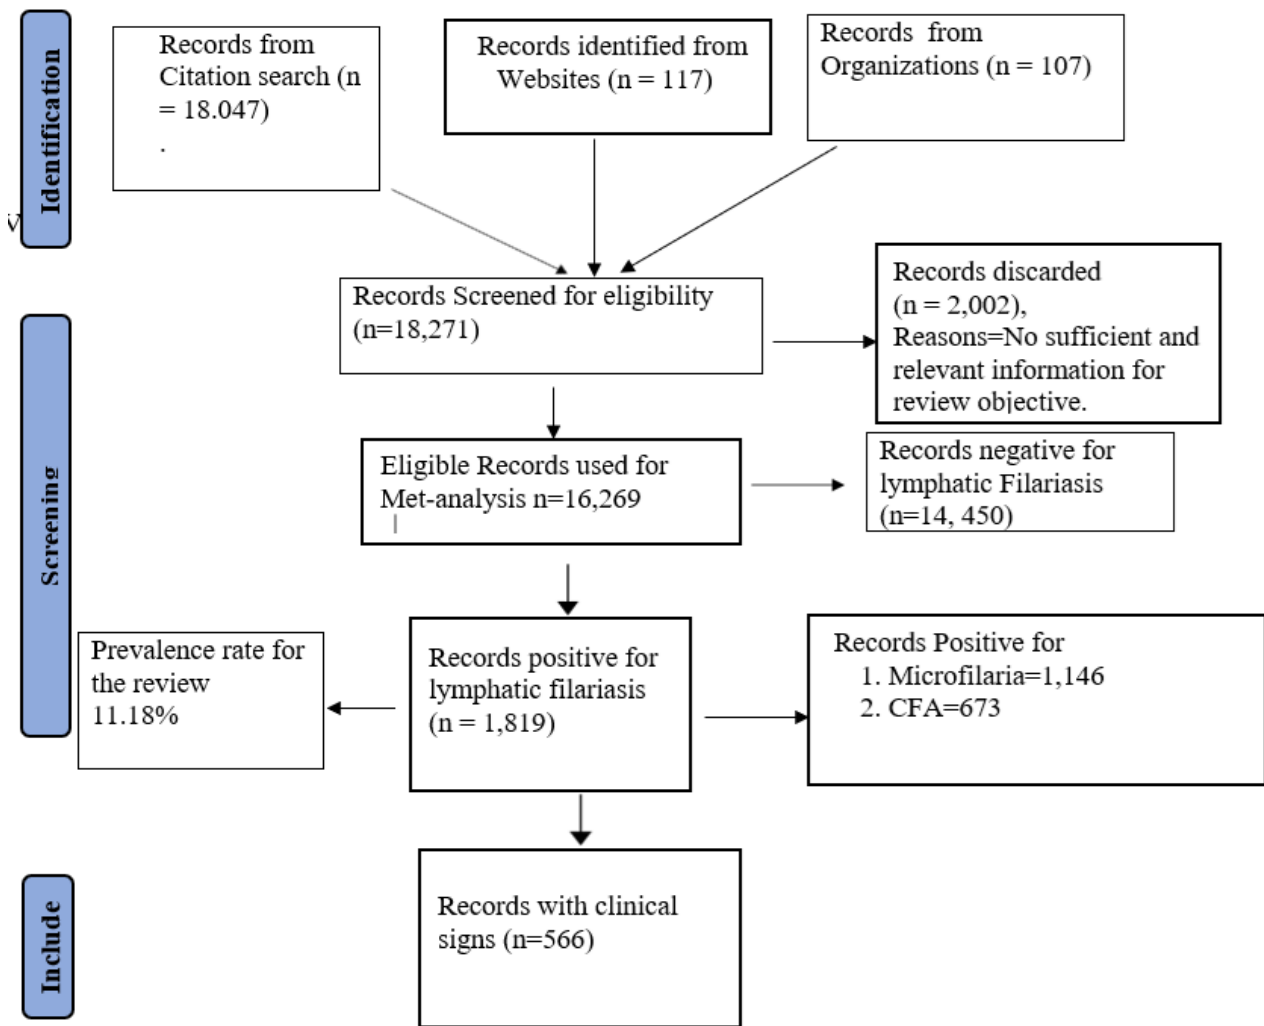 Identification
Records from
Citation search (n
= 18.047)
.
Records identified from
Websites (n = 117)
Records from
Organizations (n = 107)
V
Records Screened for eligibility
(n=18,271)
Records discarded
(n = 2,002),
Reasons=No sufficient and
relevant information for
review objective.
Screening
Eligible Records used for
Met-analysis n=16,269
Records negative for
lymphatic Filariasis
(n=14, 450)
Prevalence rate for
the review
11.18%
Records positive for
lymphatic filariasis
(n = 1,819)
Records Positive for
1. Microfilaria=1,146
2. CFA=673
Include
Records with clinical
signs (n=566)